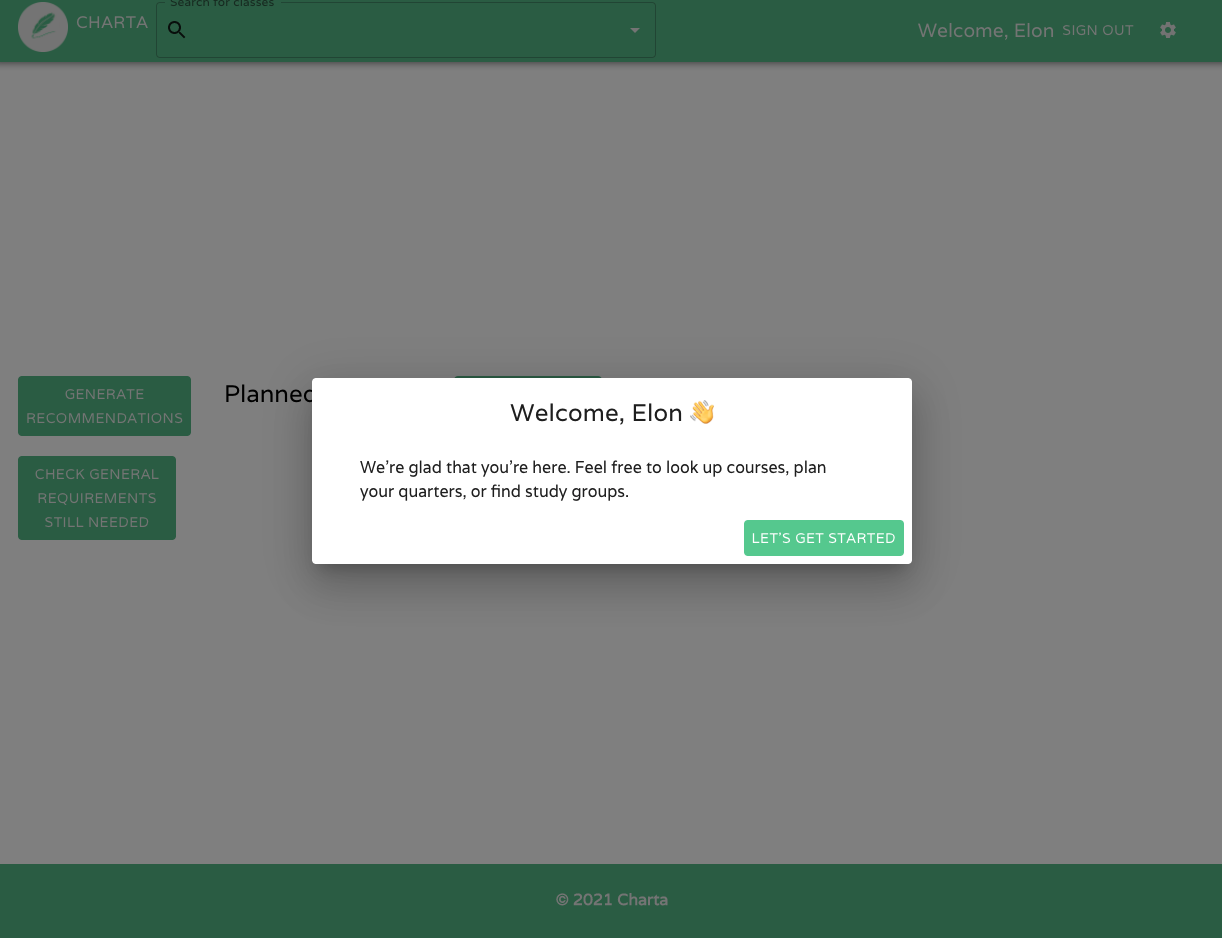 Search for classes
CHARTA
Welcome, Elon SIGN OUT
GENERATE
RECOMMENDATIONS
CHECK GENERAL
REQUIREMENTS
STILL NEEDED
Welcome, Elon 👋
We're glad that you're here. Feel free to look up courses, plan
your quarters, or find study groups.
LET'S GET STARTED
© 2021 Charta